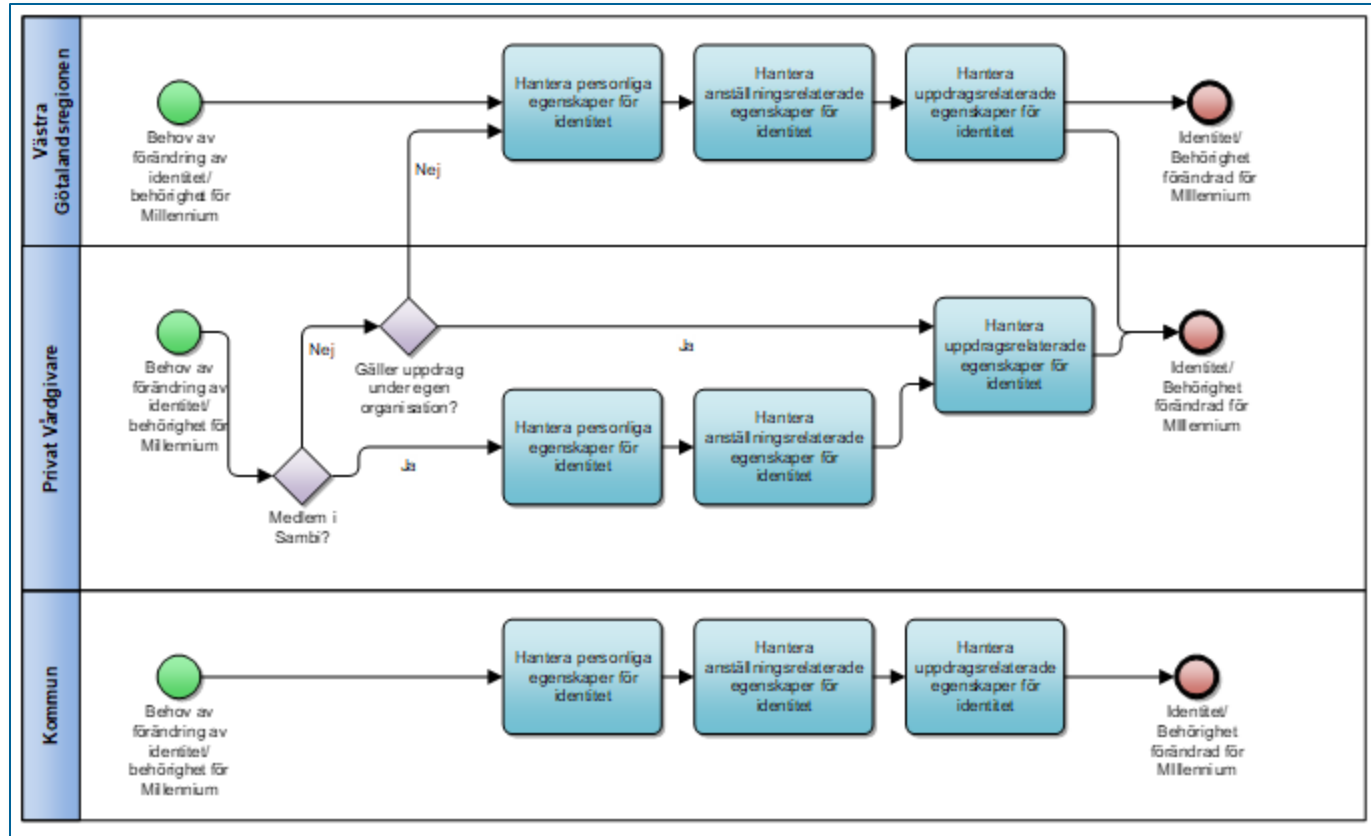 Västra
Götalandsregionen
Behov av
förändring av
identitet/
behörighet för
Millennium
Hantera personliga
egenskaper för
identitet
Hantera
anställningsrelaterade
egenskaper för
identitet
Hantera
uppdragsrelaterade
egenskaper för
identitet
Identitet/
Behörighet
förändrad för
Millennium
Nej
Privat Vårdgivare
Behov av
förändring av
identitet/
behörighet för
Millennium
Nej
Gäller uppdrag
under egen
organisation?
Ja
Hantera
uppdragsrelaterade
egenskaper för
identitet
Identitet/
Behörighet
förändrad för
Millennium
Medlem i
Sambi?
Ja
Hantera personliga
egenskaper för
identitet
Hantera
anställningsrelaterade
egenskaper för
identitet
Kommun
Behov av
förändring av
identitet/
behörighet för
Millennium
Hantera personliga
egenskaper för
identitet
Hantera
anställningsrelaterade
egenskaper för
identitet
Hantera
uppdragsrelaterade
egenskaper för
identitet
Identitet/
Behörighet
förändrad för
Millennium